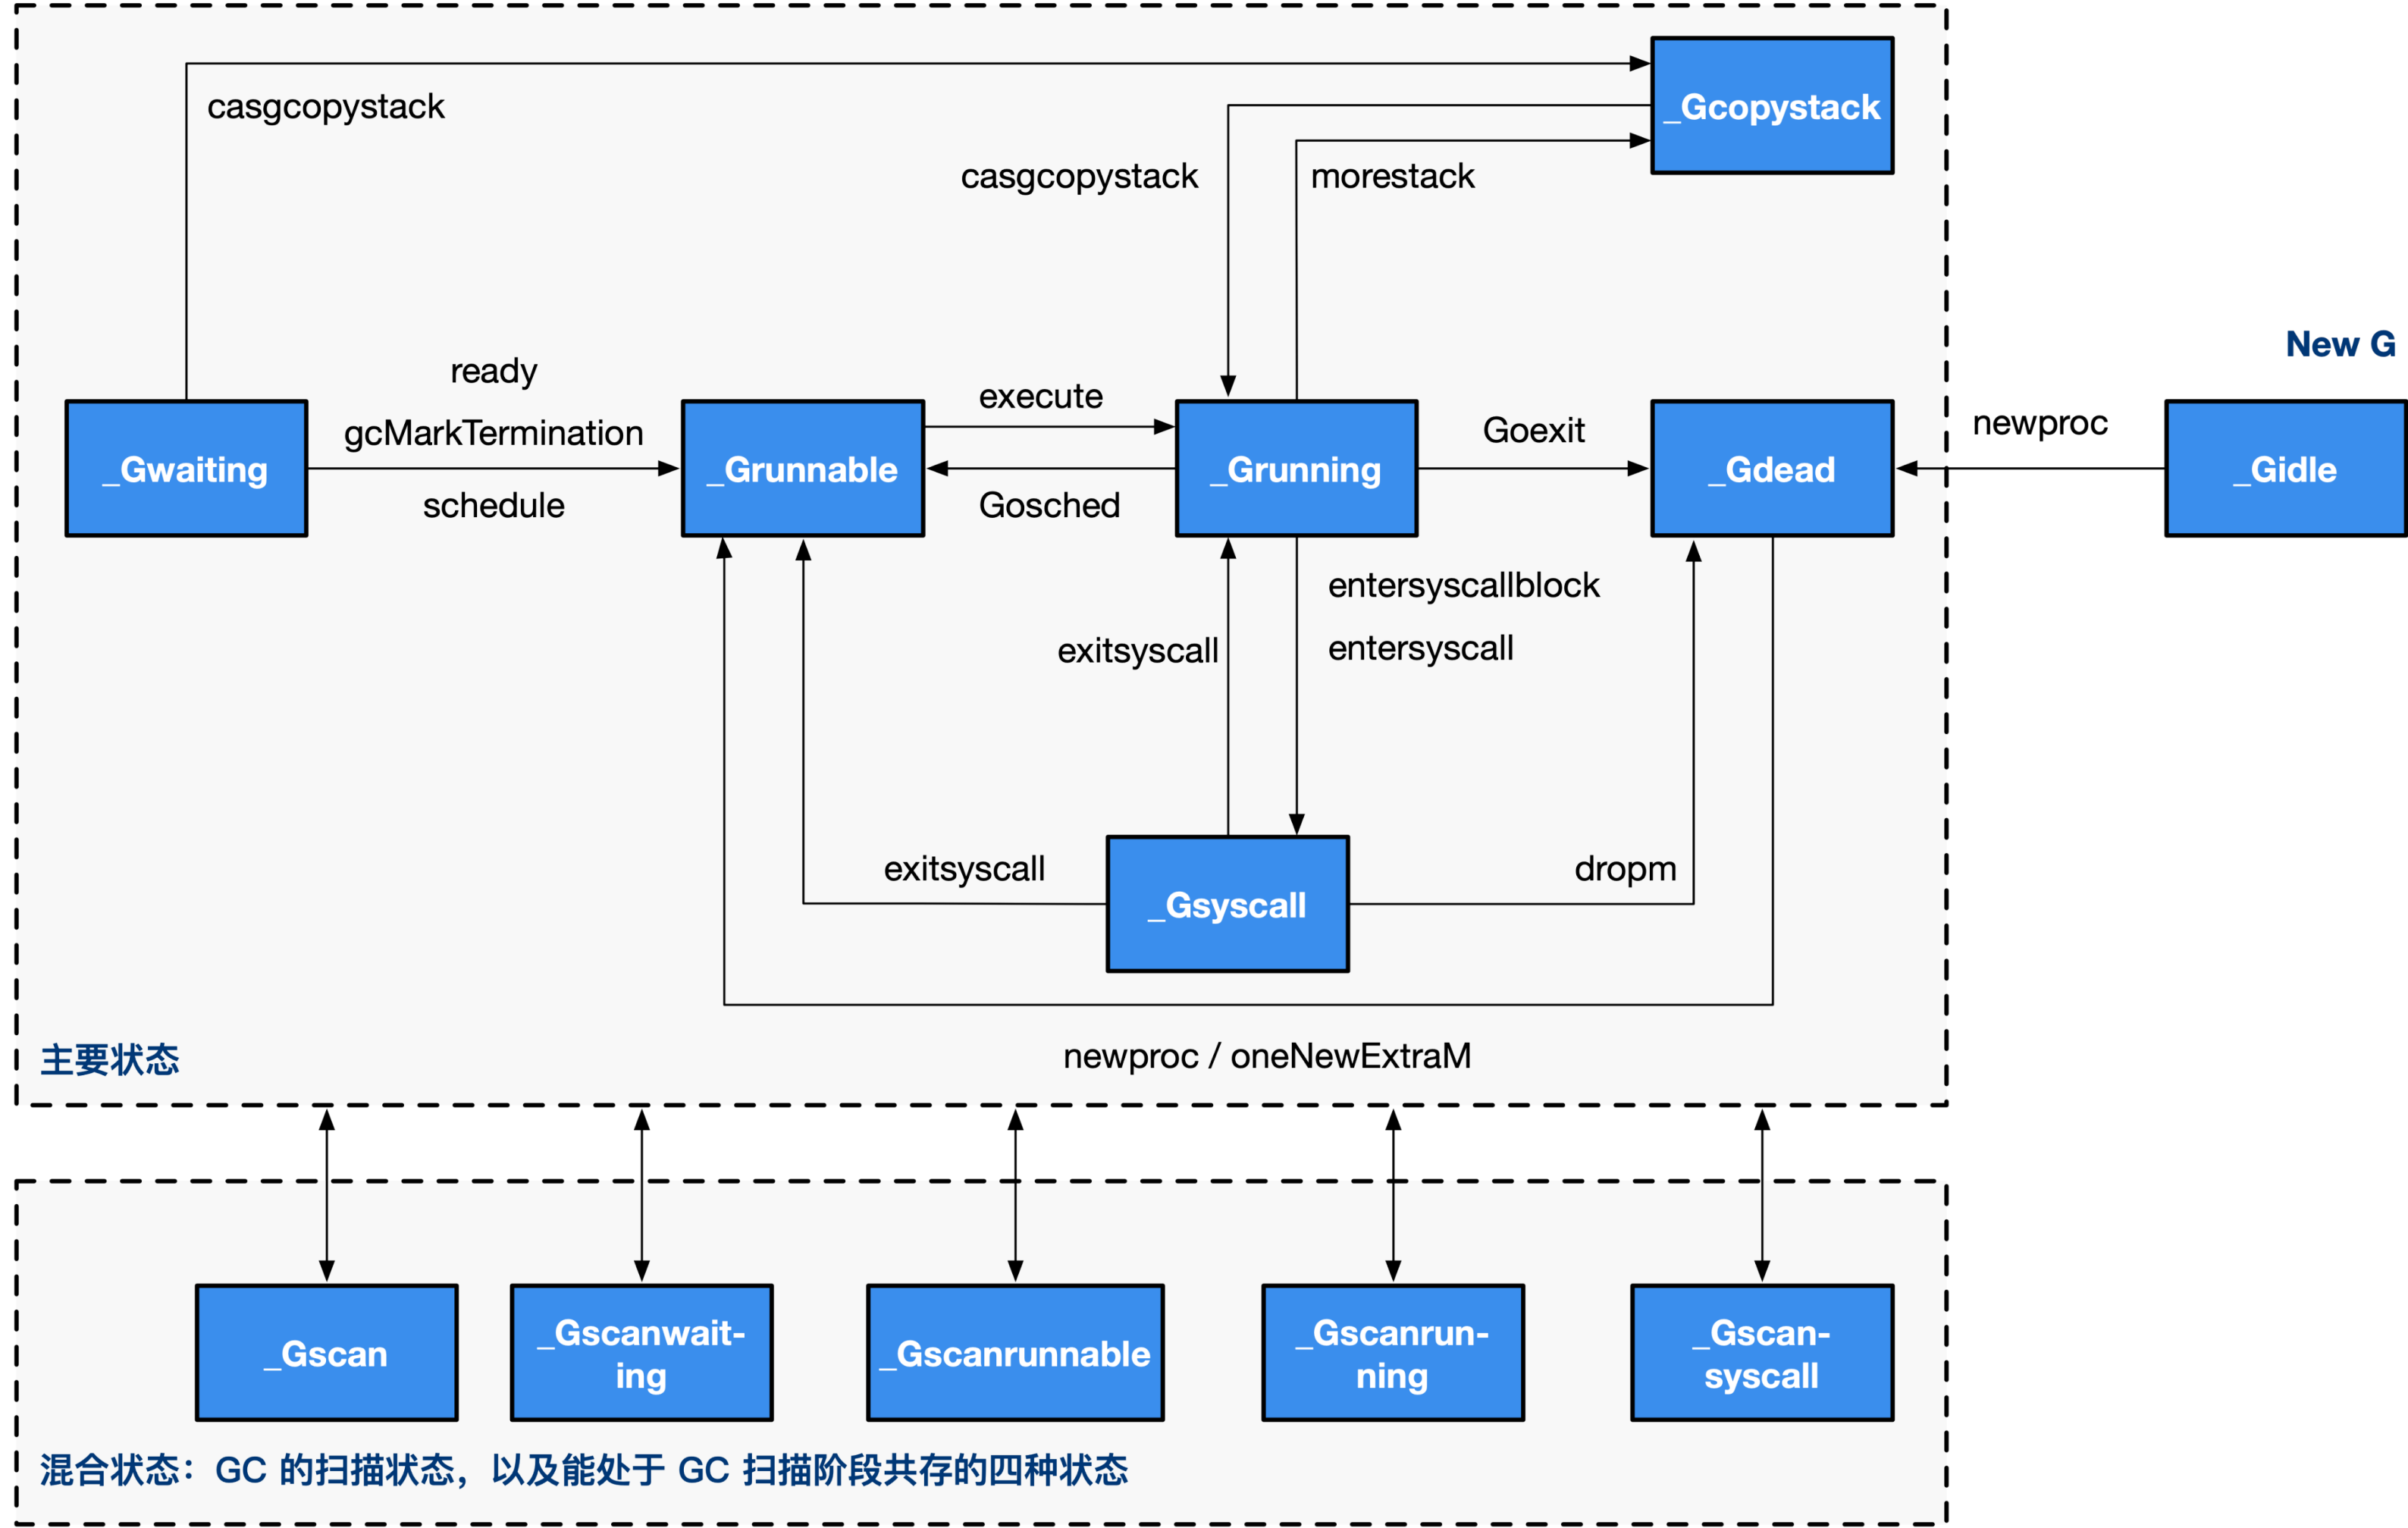 _Gcopystack
casgcopystack
casgcopystack
morestack
New G
ready
execute
Goexit
newproc
gcMarkTermination
_Gwaiting
_Grunnable
_Grunning
_Gdead
_Gidle
schedule
Gosched
entersyscallblock
exitsyscall
entersyscall
exitsyscall
dropm
_Gsyscall
主要状态
newproc / oneNewExtraM
_Gscan
_Gscanwait-
ing
_Gscanrunnable
_Gscanrun-
ning
_Gscan-
syscall
混合状态：GC 的扫描状态，以及能处于 GC 扫描阶段共存的四种状态